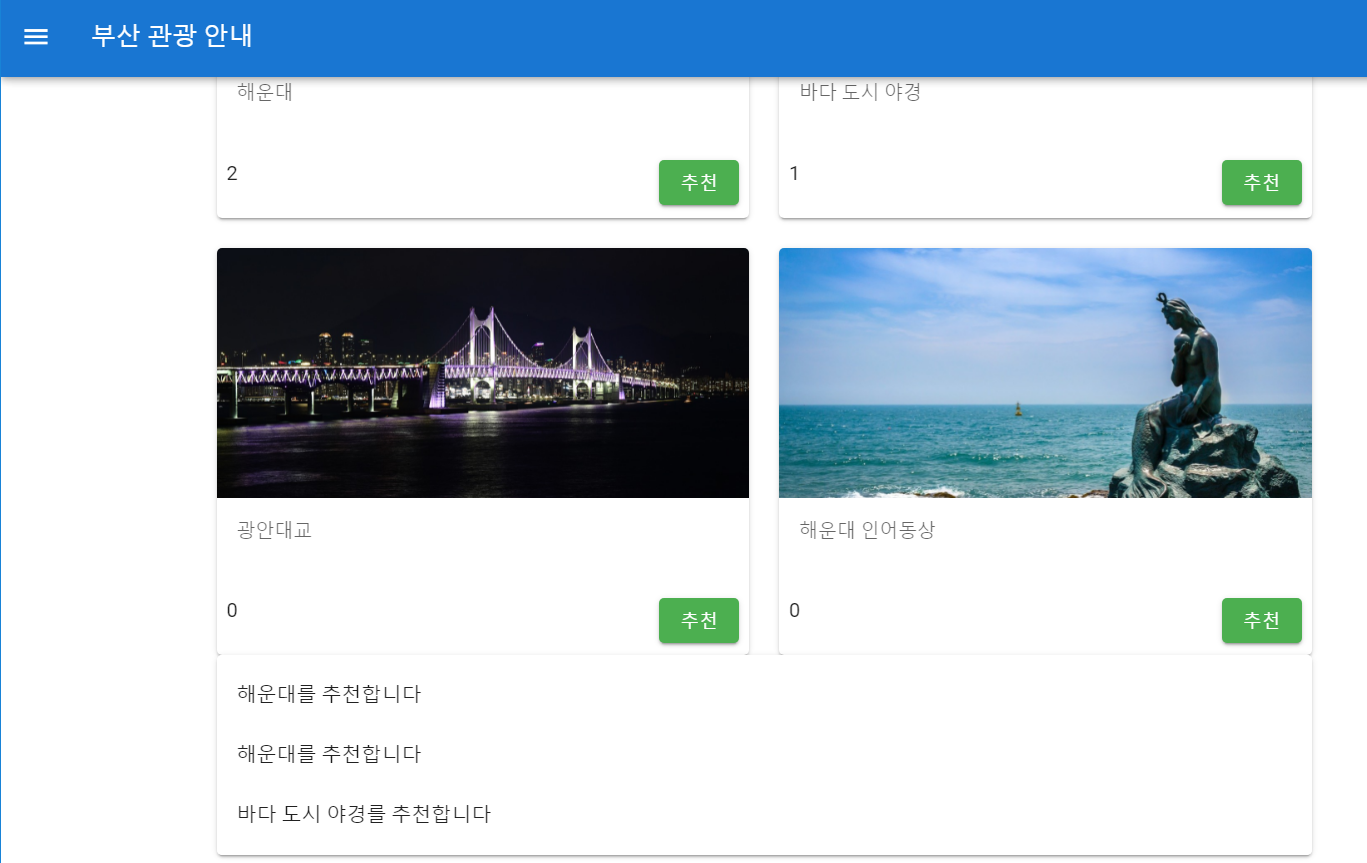 부산 관광 안내
해운대
바다 도시 야경
2
추천
1
추천
광안대교
해운대 인어동상
0
추천
0
추천
해운대를 추천합니다
해운대를 추천합니다
바다 도시 야경를 추천합니다